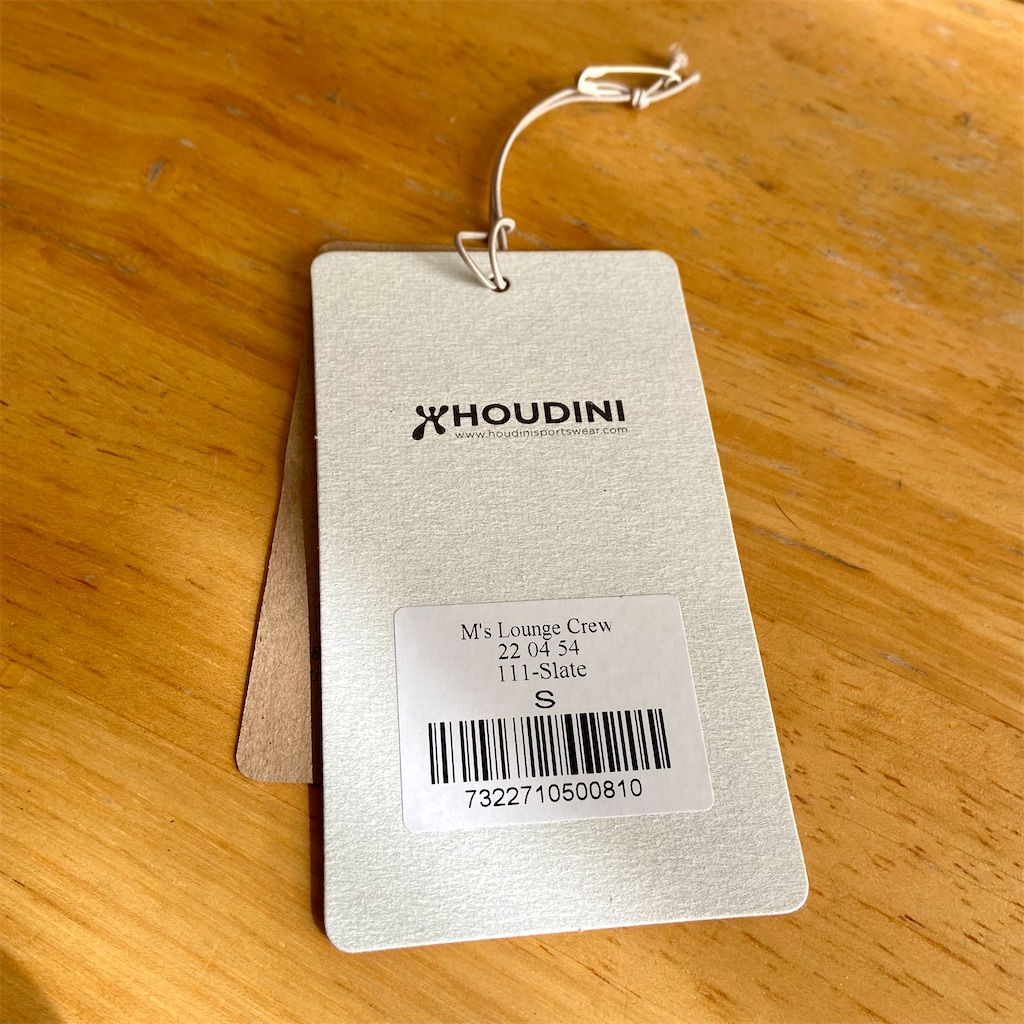 HOUDINI
www.houdinisportswear.com
M's Lounge Crew
22 04 54
111-Slate
S
7322710500810